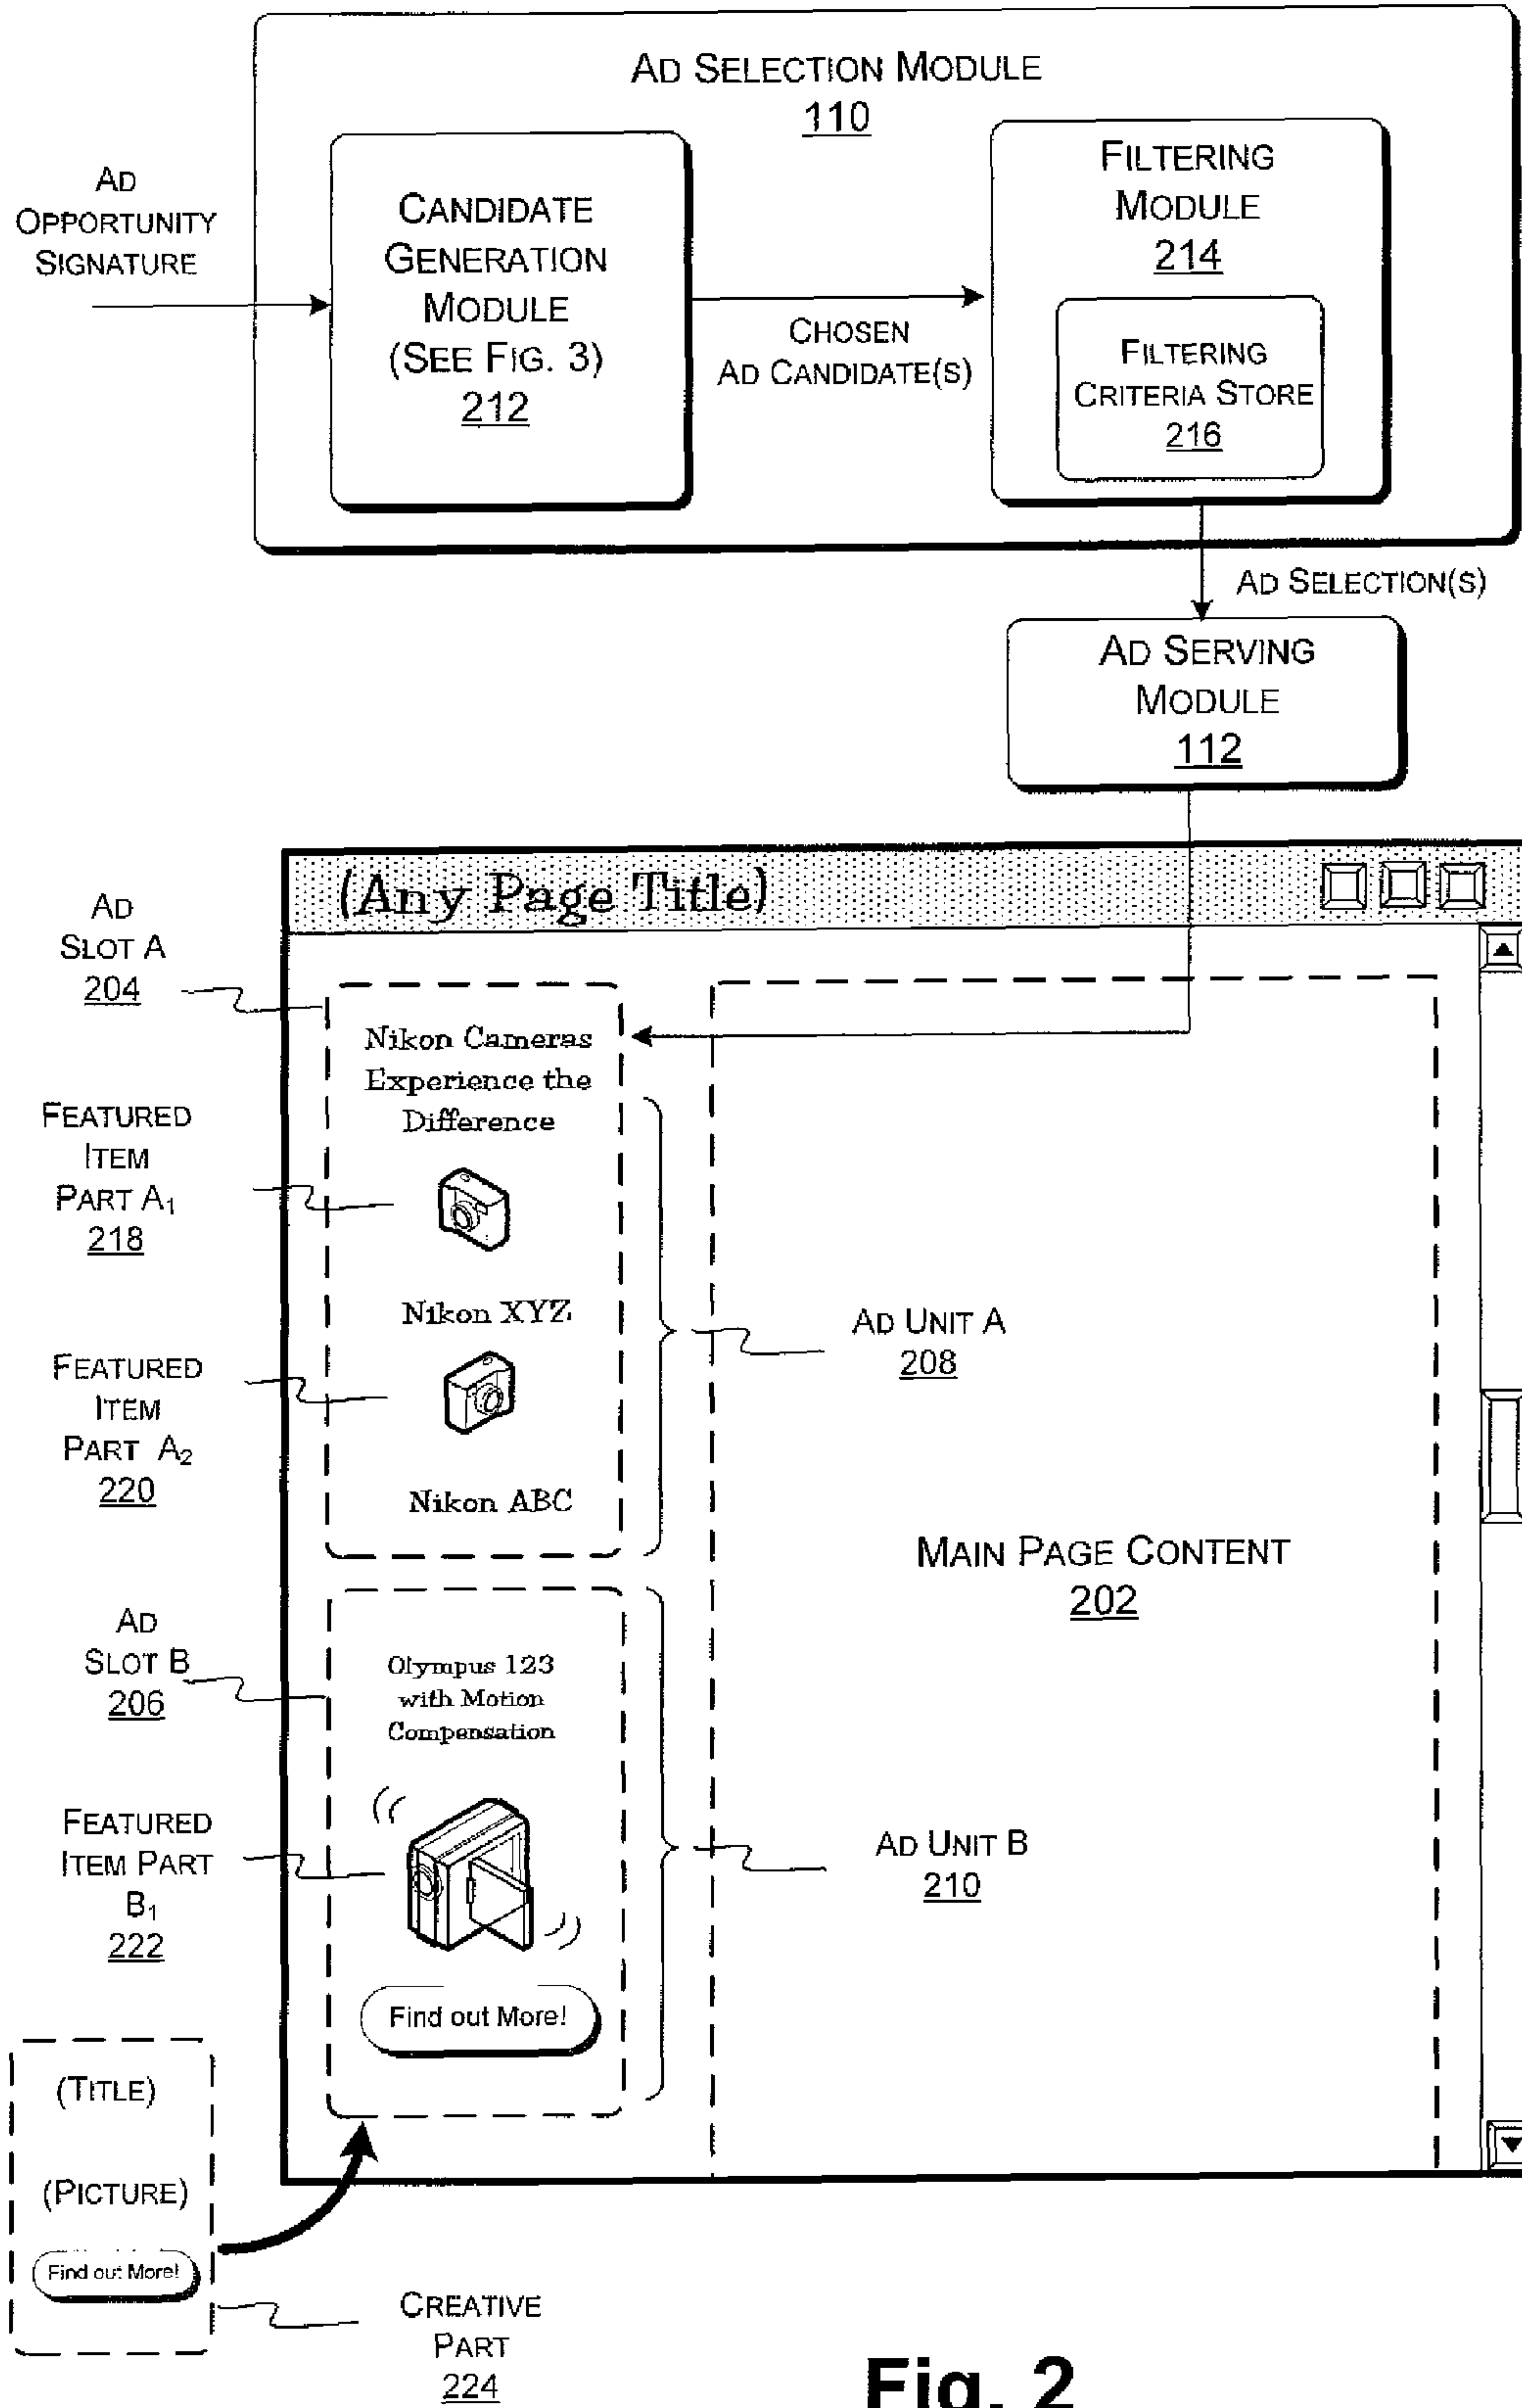 AD SELECTION MODULE
110
AD
OPPORTUNITY
SIGNATURE
CANDIDATE
GENERATION
MODULE
(SEE FIG. 3)
212
CHOSEN
AD CANDIDATE(S)
FILTERING
MODULE
214
FILTERING
CRITERIA STORE
216
AD SELECTION(S)
AD SERVING
MODULE
112
(Any Page Title)
AD
SLOT A
204
Nikon Cameras
Experience the
Difference
FEATURED
ITEM
PART A1
218
Nikon XYZ
AD UNIT A
208
FEATURED
ITEM
PART A2
220
Nikon ABC
MAIN PAGE CONTENT
202
AD
SLOT B
206
Olympus 123
with Motion
Compensation
FEATURED
ITEM PART
B1
222
AD UNIT B
210
Find out More!
(TITLE)
(PICTURE)
Find out More!
CREATIVE
PART
224
Fig. 2